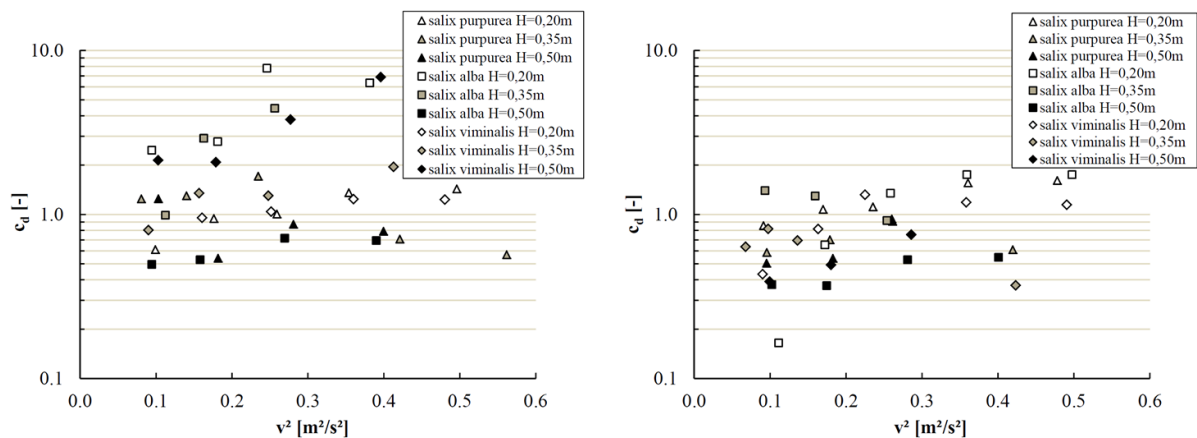 salix purpurea H=0,20m
salix purpurea H=0,35m
salix purpurea H=0,50m
salix alba H=0,20m
salix alba H=0,35m
salix alba H=0,50m
salix viminalis H=0,20m
salix viminalis H=0,35m
salix viminalis H=0,50m
10.0
1.0
0.1
c_d [-]
0.0 0.1 0.2 0.3 0.4 0.5 0.6
v² [m²/s²]
salix purpurea H=0,20m
salix purpurea H=0,35m
salix purpurea H=0,50m
salix alba H=0,20m
salix alba H=0,35m
salix alba H=0,50m
salix viminalis H=0,20m
salix viminalis H=0,35m
salix viminalis H=0,50m
10.0
1.0
0.1
c_d [-]
0.0 0.1 0.2 0.3 0.4 0.5 0.6
v² [m²/s²]